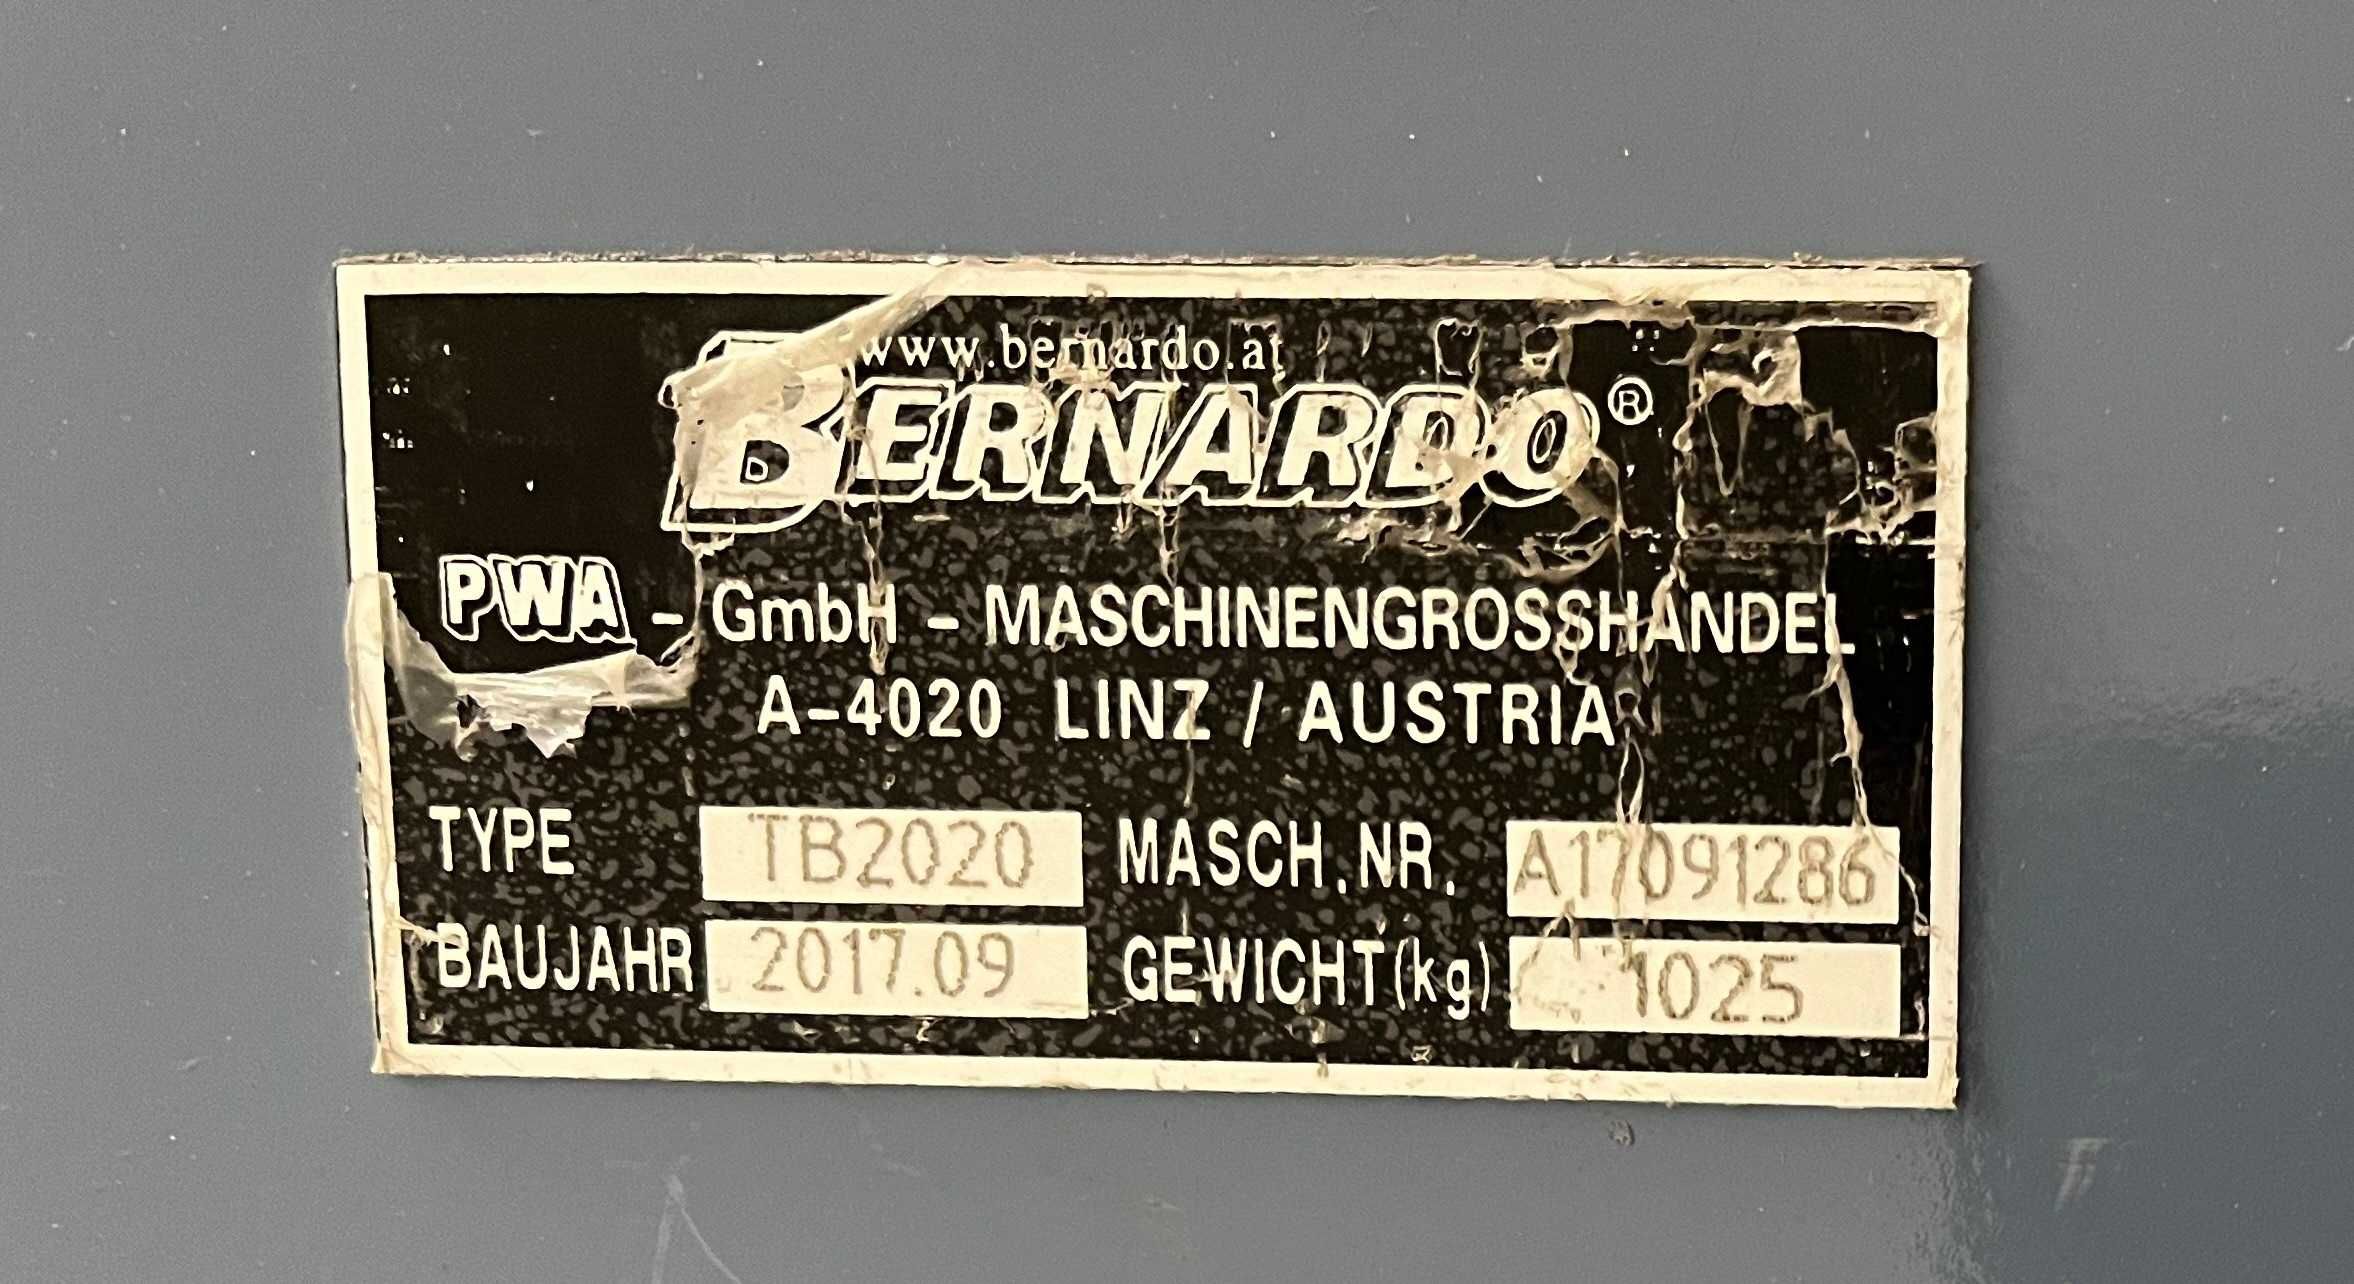 www.bernardo.at
BERNARDO®
PWA - GmbH - MASCHINENGROSSHANDEL
A-4020 LINZ / AUSTRIA
TYPE TB2020 MASCH.NR. A17091286
BAUJAHR 2017.09 GEWICHT(kg) 1025